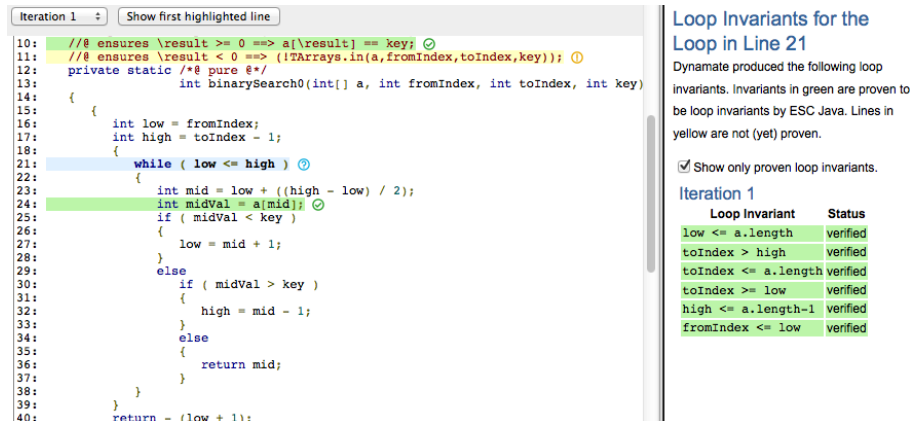 Iteration 1 Show first highlighted line
10: //@ ensures \result >= 0 ==> a[\result] == key;
11: //@ ensures \result < 0 ==> (!TArrays.in(a,fromIndex,toIndex,key));
12: private static /*@ pure @*/
13: int binarySearch0(int[] a, int fromIndex, int toIndex, int key)
14: {
15: {
16: int low = fromIndex;
17: int high = toIndex - 1;
18: {
21: while ( low <= high )
22: {
23: int mid = low + ((high - low) / 2);
24: int midVal = a[mid];
25: if ( midVal < key )
26: {
27: low = mid + 1;
28: }
29: else
30: if ( midVal > key )
31: {
32: high = mid - 1;
33: }
34: else
35: {
36: return mid;
37: }
38: }
39: }
40: return - (low + 1);
Loop Invariants for the
Loop in Line 21
Dynamate produced the following loop
invariants. Invariants in green are proven to
be loop invariants by ESC Java. Lines in
yellow are not (yet) proven.
Show only proven loop invariants.
Iteration 1
Loop Invariant Status
low <= a.length verified
toIndex > high verified
toIndex <= a.length verified
toIndex >= low verified
high <= a.length-1 verified
fromIndex <= low verified